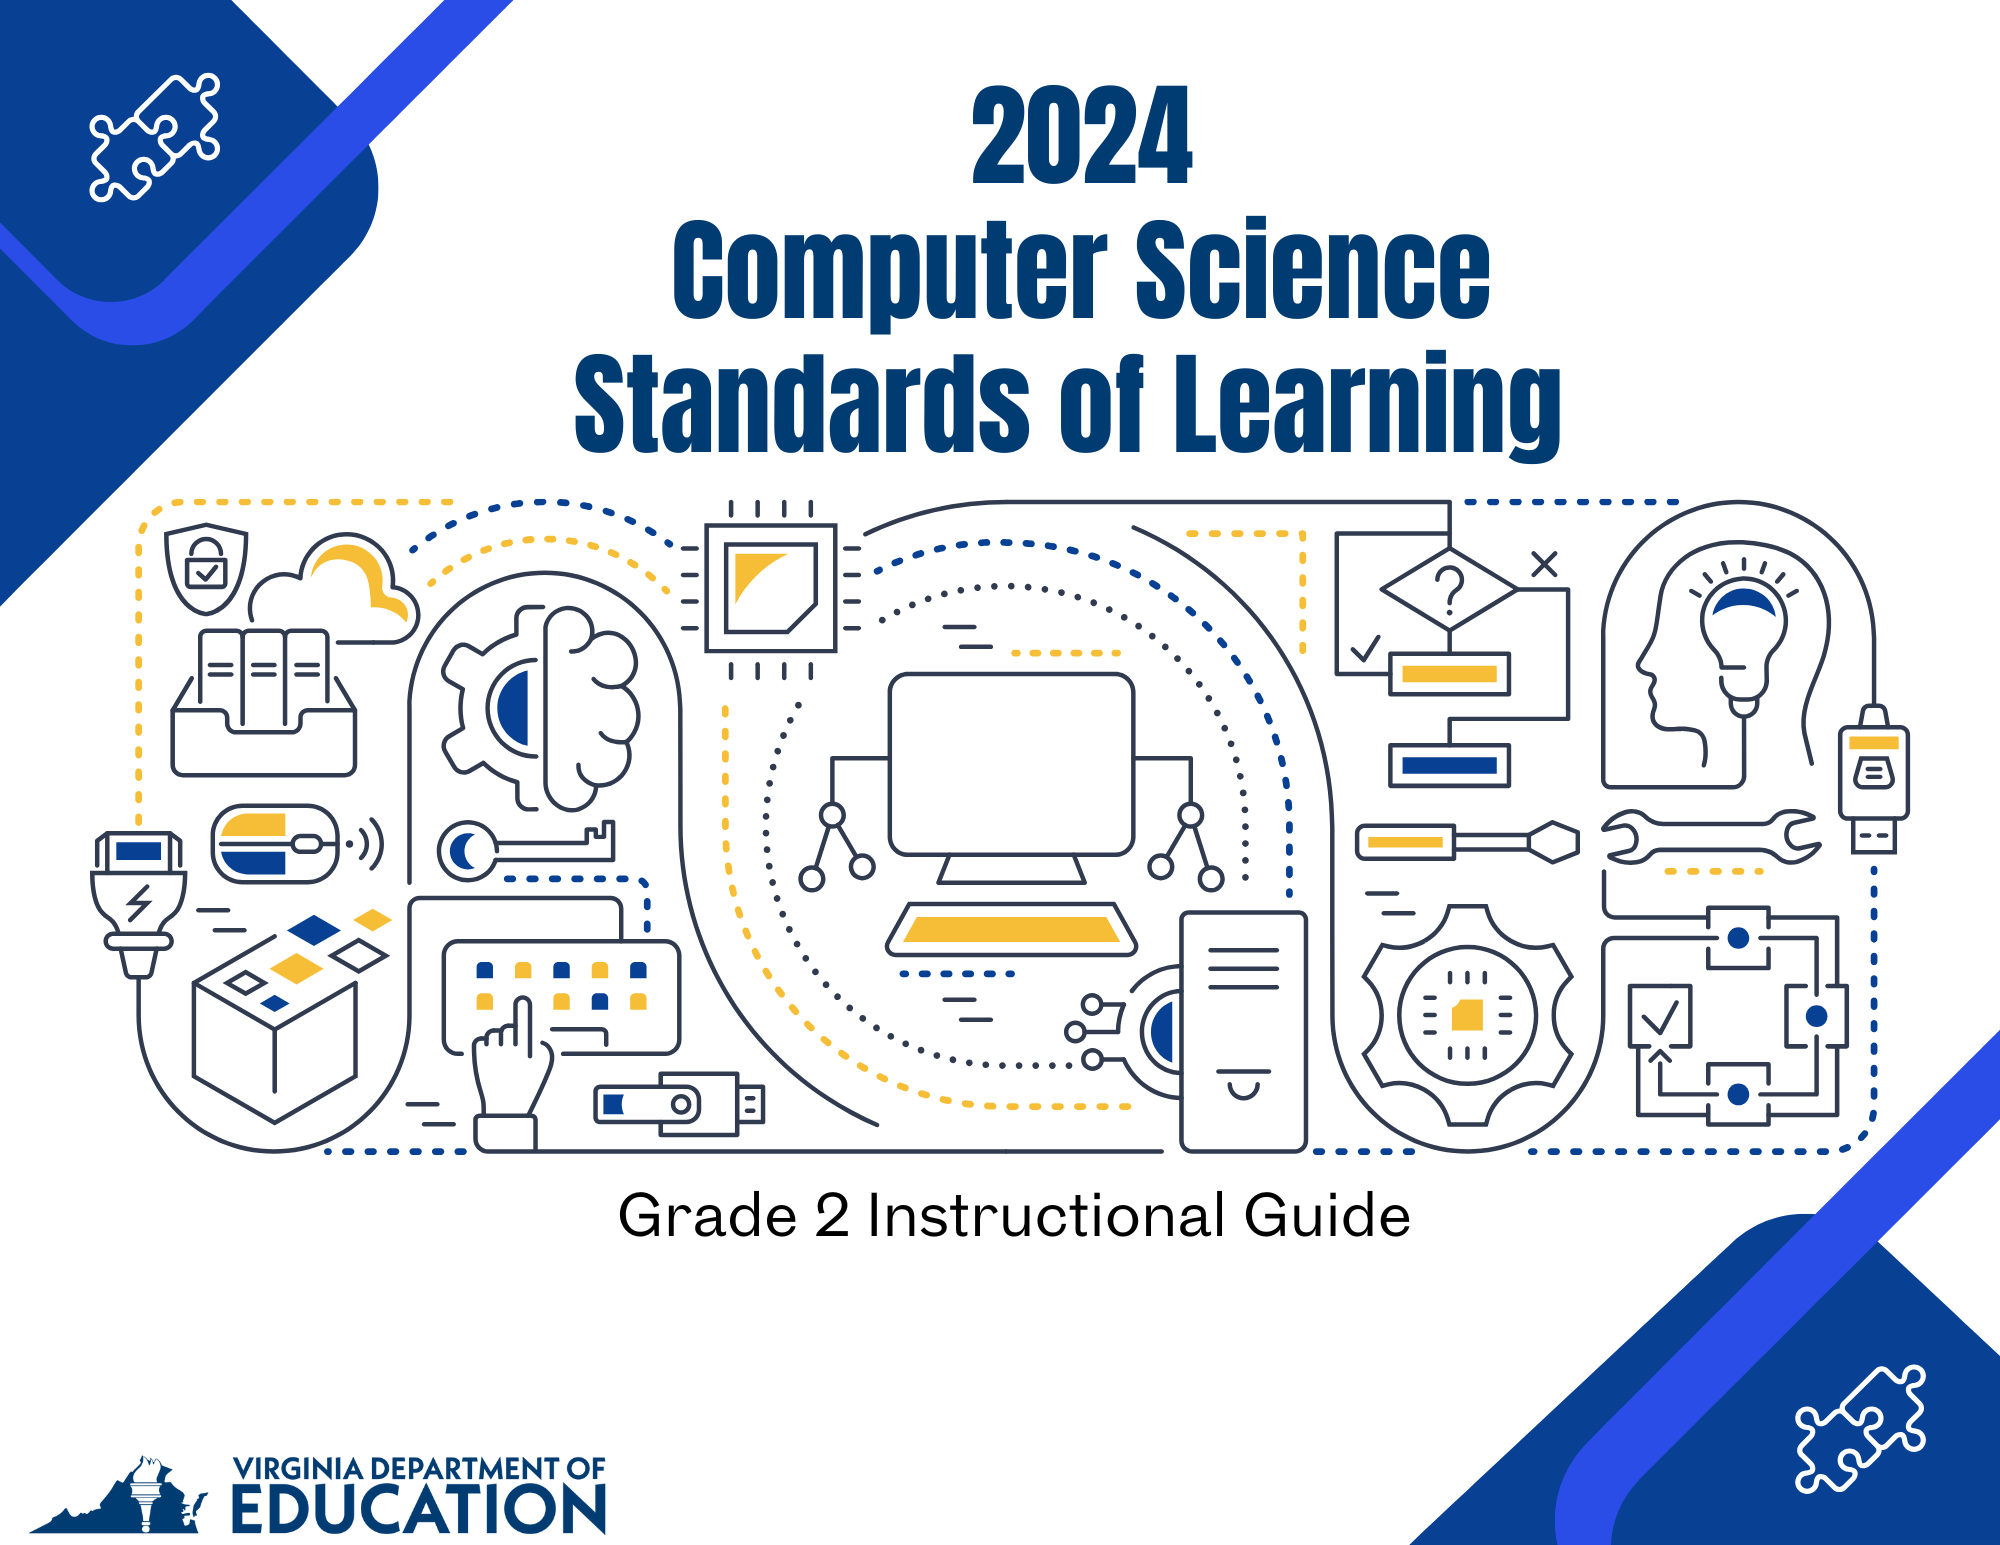 2024
Computer Science
Standards of Learning
?
Grade 2 Instructional Guide
VIRGINIA DEPARTMENT OF
EDUCATION